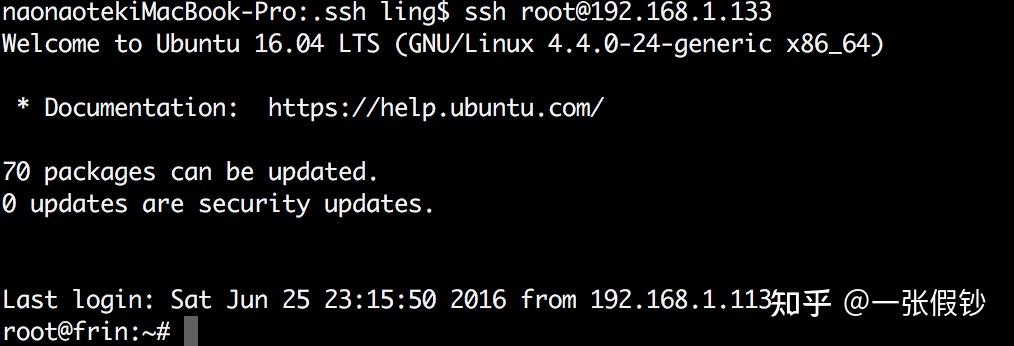 naonaotekiMacBook-Pro:.ssh ling$ ssh root@192.168.1.133
Welcome to Ubuntu 16.04 LTS (GNU/Linux 4.4.0-24-generic x86_64)
 * Documentation:  https://help.ubuntu.com/
70 packages can be updated.
0 updates are security updates.
Last login: Sat Jun 25 23:15:50 2016 from 192.168.1.113
知乎 @一张假钞
root@frin:~#